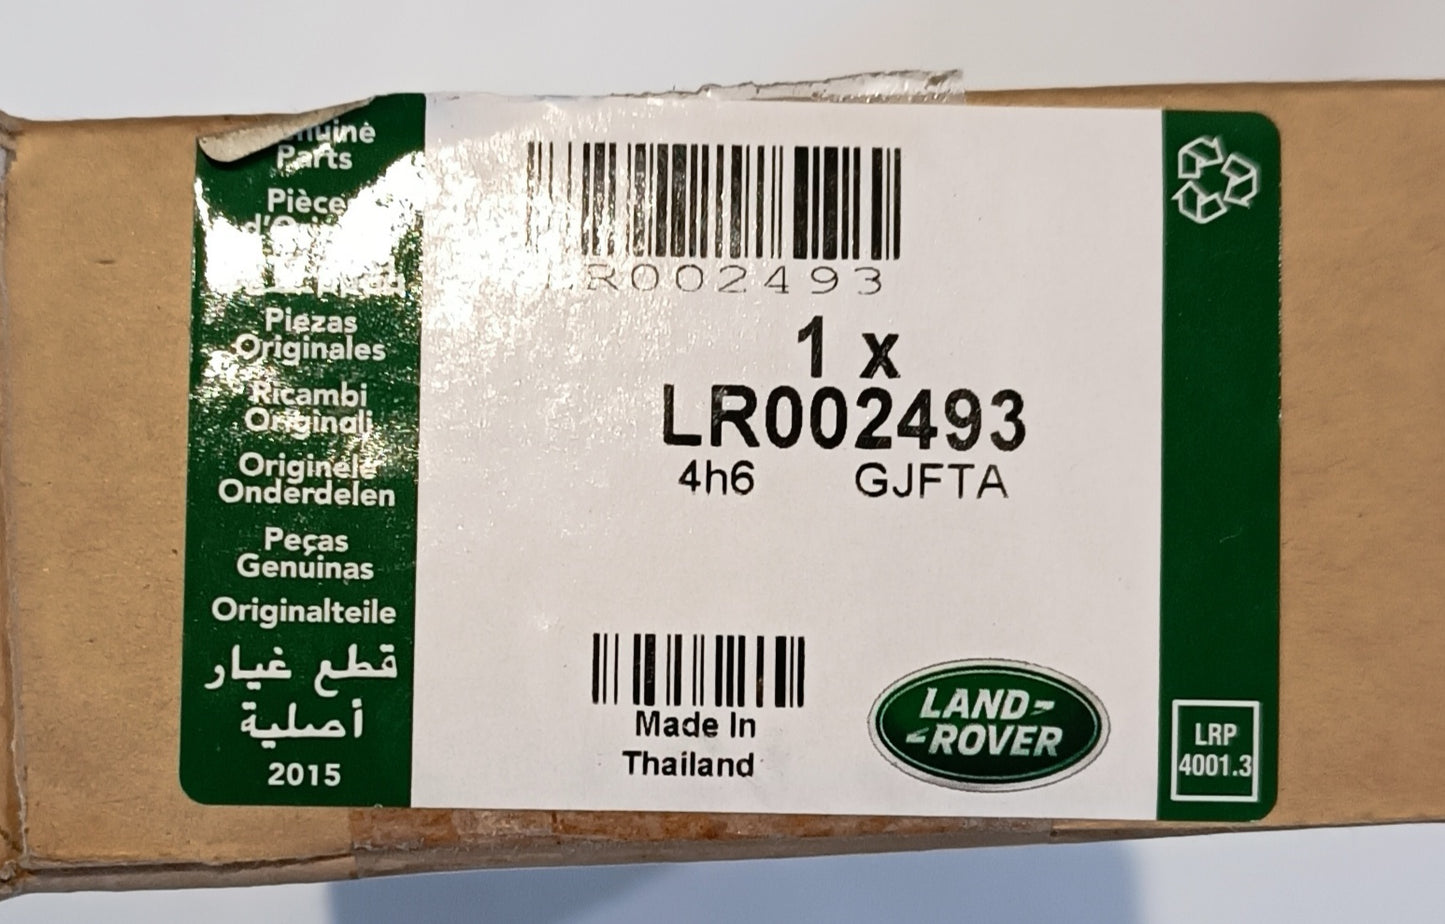 Parts
Piezas
Originales
Ricambi
Originali
Originele
Onderdelen
Peças
Genuinas
Originalteile
قطع غيار
أصلية
2015
R002493
1 x
LR002493
4h6 GJFTA
Made In
Thailand
LAND-
-ROVER
LRP
4001.3